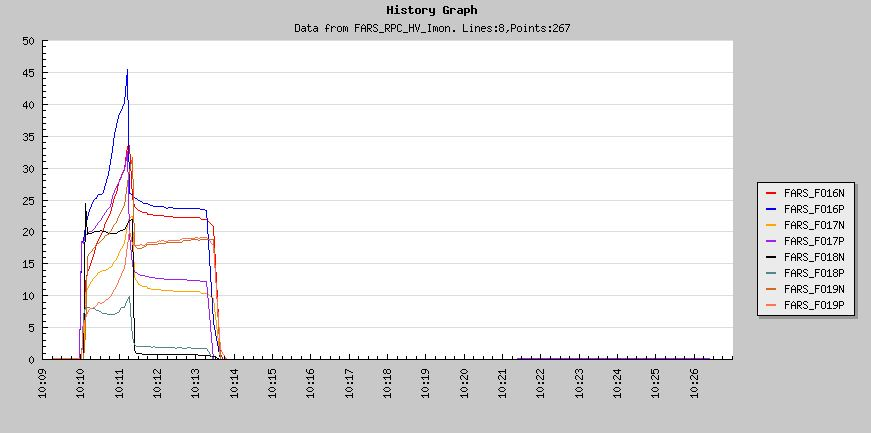 History Graph
Data from FARS_RPC_HV_Imon. Lines:8,Points:267
50
45
40
35
30
25
20
15
10
5
0
10:09 10:10 10:11 10:12 10:13 10:14 10:15 10:16 10:17 10:18 10:19 10:20 10:21 10:22 10:23 10:24 10:25 10:26
FARS_F016N
FARS_F016P
FARS_F017N
FARS_F017P
FARS_F018N
FARS_F018P
FARS_F019N
FARS_F019P